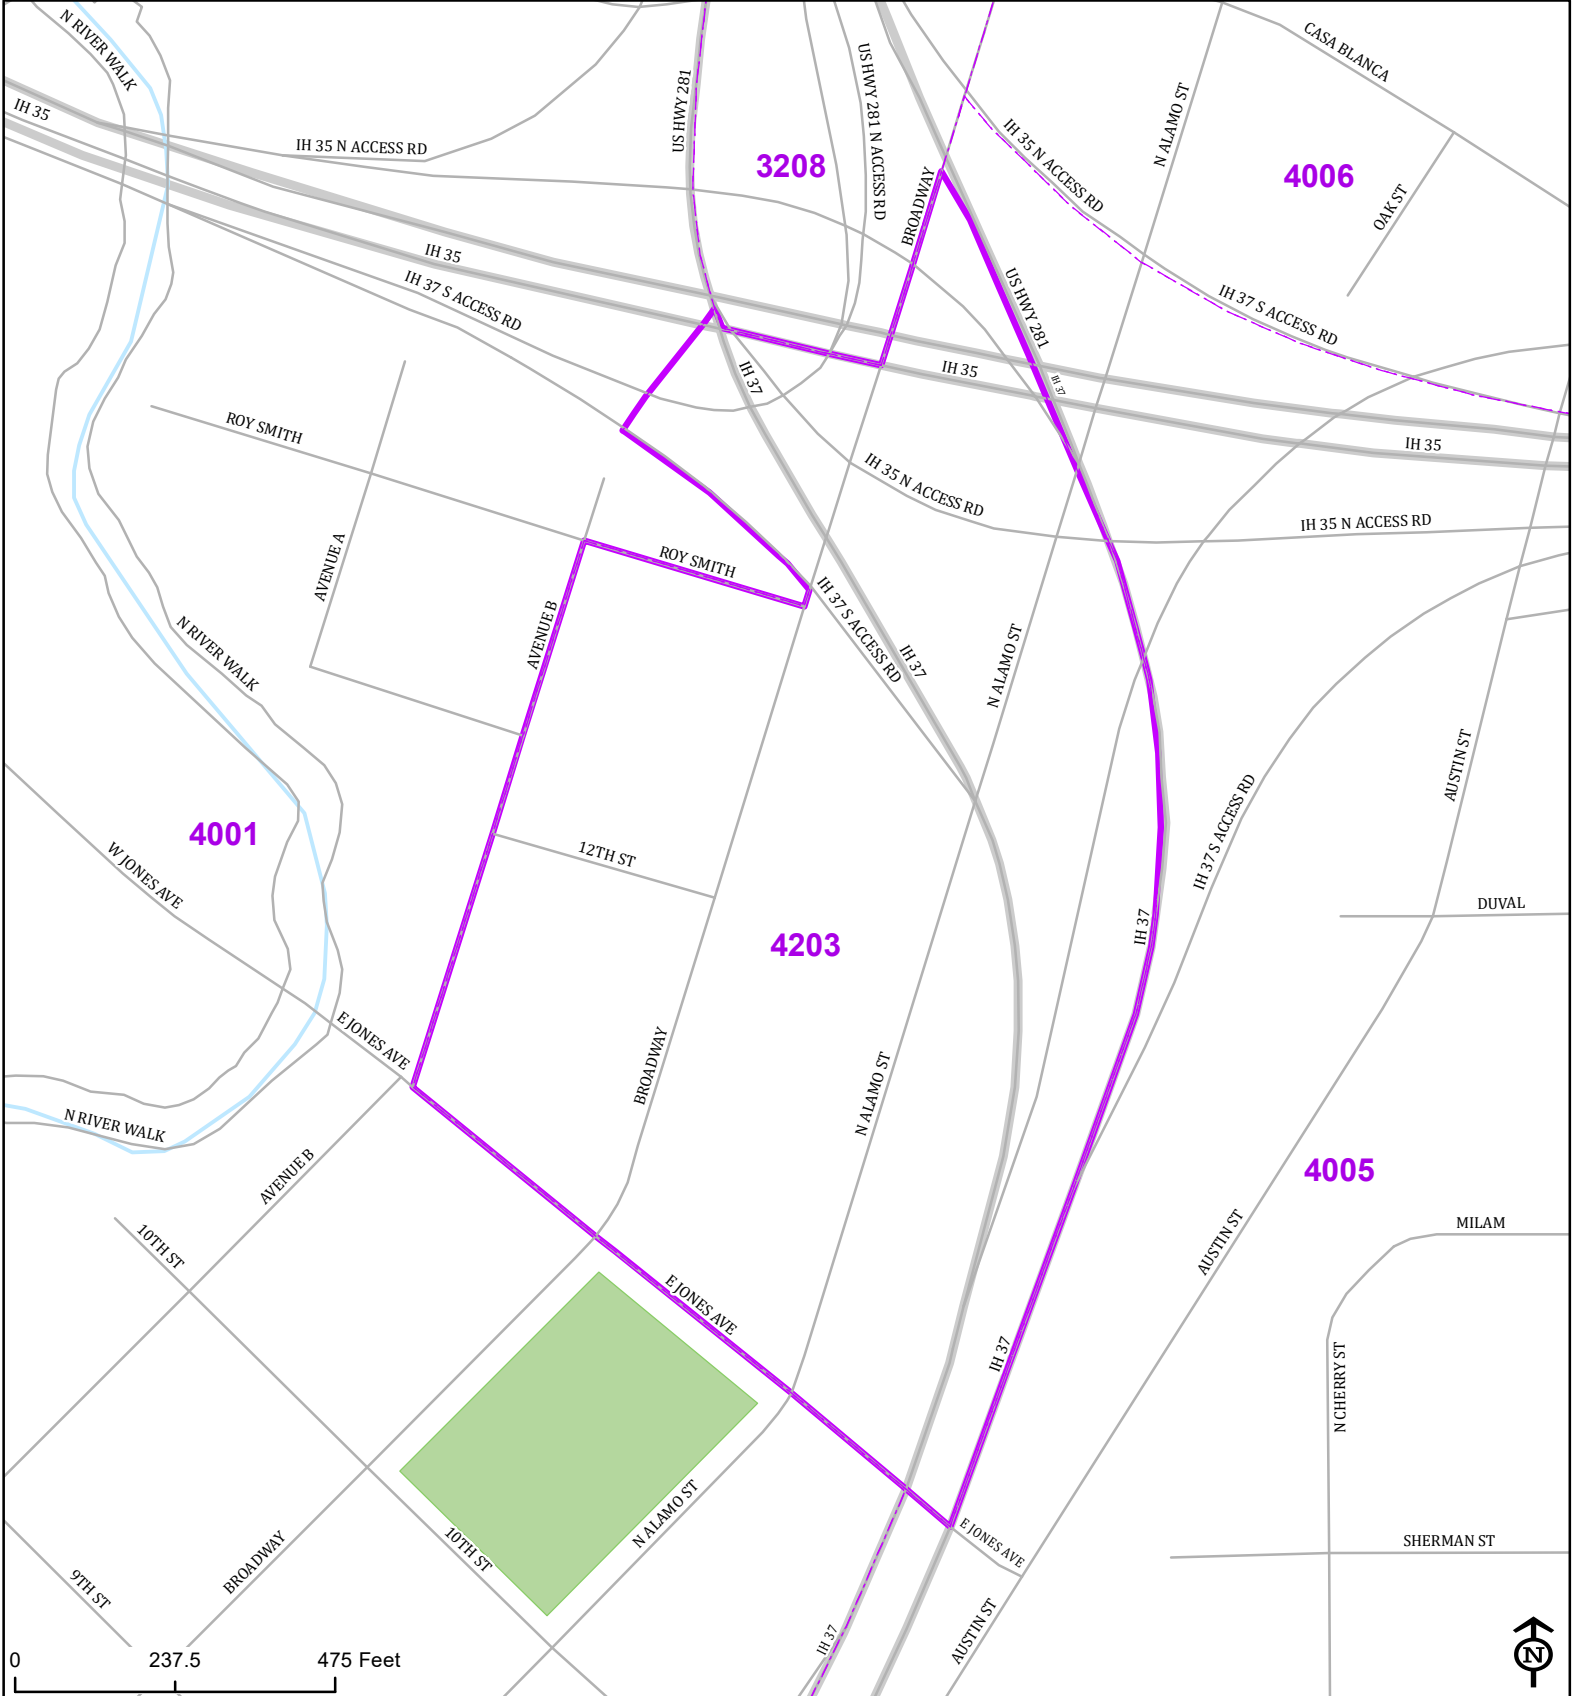 N RIVER WALK
CASA BLANCA
US HWY 281
US HWY 281 N ACCESS RD
N ALAMO ST
IH 35
IH 35 N ACCESS RD
IH 35 N ACCESS RD
3208
4006
BROADWAY
OAK ST
IH 35
IH 37 S ACCESS RD
US HWY 281
IH 37 S ACCESS RD
IH 37
IH 35
IH 37
ROY SMITH
IH 35
IH 35 N ACCESS RD
IH 35 N ACCESS RD
AVENUE A
ROY SMITH
AVENUE B
IH 37 S ACCESS RD
N RIVER WALK
IH 37
N ALAMO ST
AUSTIN ST
4001
IH 37 S ACCESS RD
W JONES AVE
12TH ST
DUVAL
4203
IH 37
E JONES AVE
BROADWAY
N ALAMO ST
N RIVER WALK
AVENUE B
4005
10TH ST
AUSTIN ST
MILAM
E JONES AVE
IH 37
N CHERRY ST
N ALAMO ST
10TH ST
E JONES AVE
SHERMAN ST
BROADWAY
9TH ST
IH 37
AUSTIN ST
0 237.5 475 Feet
N